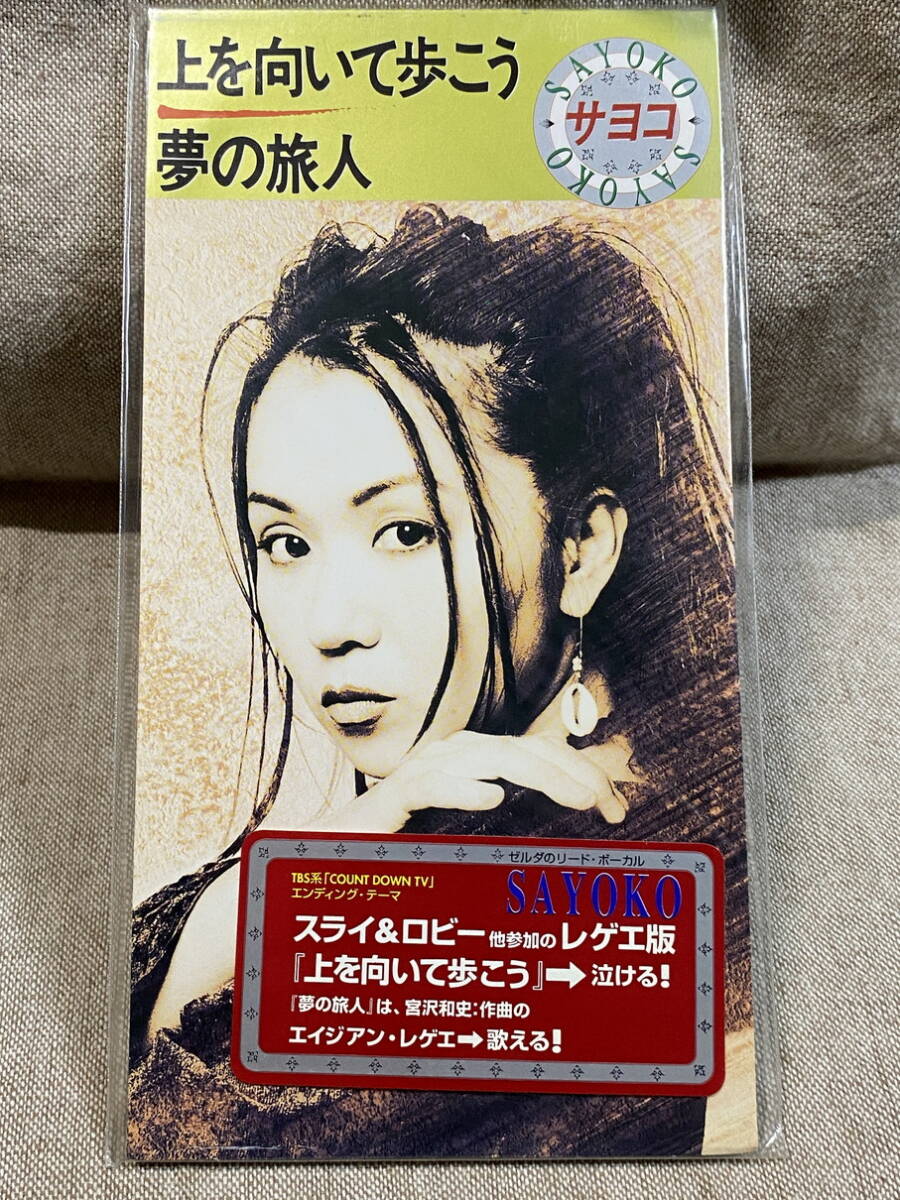 上を向いて歩こう
夢の旅人
SAYOKO
サヨコ
SAYOKO
SAYOKO
ゼルダのリード・ボーカル
SAYOKO
TBS系「COUNT DOWN TV」
エンディング・テーマ
スライ&ロビー他参加のレゲエ版
『上を向いて歩こう』➡泣ける!
『夢の旅人』は、宮沢和史:作曲の
エイジアン・レゲエ➡歌える!